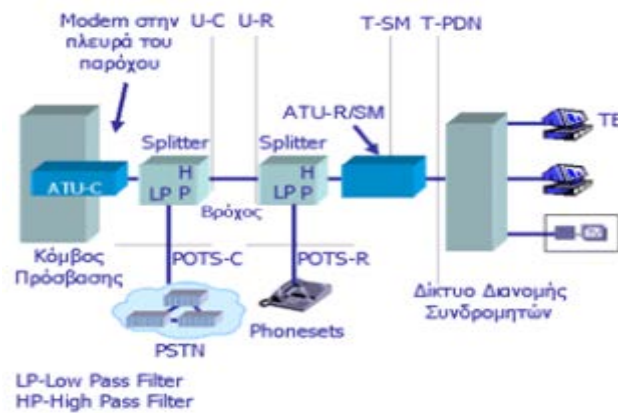 Modem στην
πλευρά του
παρόχου
U-C
U-R
T-SM
T-PDN
ATU-R/SM
Splitter
Splitter
TE
ATU-C
H
LP P
H
LP P
Βρόχος
Κόμβος
Πρόσβασης
POTS-C
POTS-R
Δίκτυο Διανομής
Συνδρομητών
PSTN
Phonesets
LP-Low Pass Filter
HP-High Pass Filter